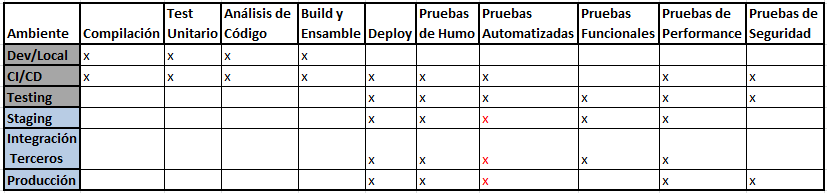 Ambiente Compilación Test Unitario Análisis de Código Build y Ensamble Deploy Pruebas de Humo Pruebas Automatizadas Pruebas Funcionales Pruebas de Performance Pruebas de Seguridad
Dev/Local x x x x
CI/CD x x x x x x x x x
Testing x x x x x x
Staging x x x x x
Integración Terceros x x x x x
Producción x x x x x